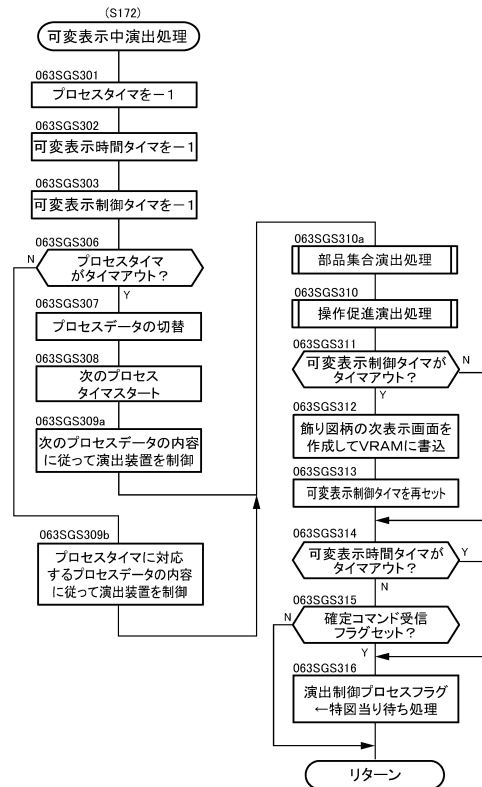 (S172)
可変表示中演出処理
063SGS301
プロセスタイマを－1
063SGS302
可変表示時間タイマを－1
063SGS303
可変表示制御タイマを－1
063SGS306
プロセスタイマ
がタイマアウト？
N
Y
063SGS307
プロセスデータの切替
063SGS308
次のプロセス
タイマスタート
063SGS309a
次のプロセスデータの内容
に従って演出装置を制御
063SGS309b
プロセスタイマに対応
するプロセスデータの内容
に従って演出装置を制御
063SGS310a
部品集合演出処理
063SGS310
操作促進演出処理
063SGS311
可変表示制御タイマが
タイマアウト？
N
Y
063SGS312
飾り図柄の次表示画面を
作成してVRAMに書込
063SGS313
可変表示制御タイマを再セット
063SGS314
可変表示時間タイマが
タイマアウト？
Y
N
063SGS315
確定コマンド受信
フラグセット？
N
Y
063SGS316
演出制御プロセスフラグ
←特図当り待ち処理
リターン